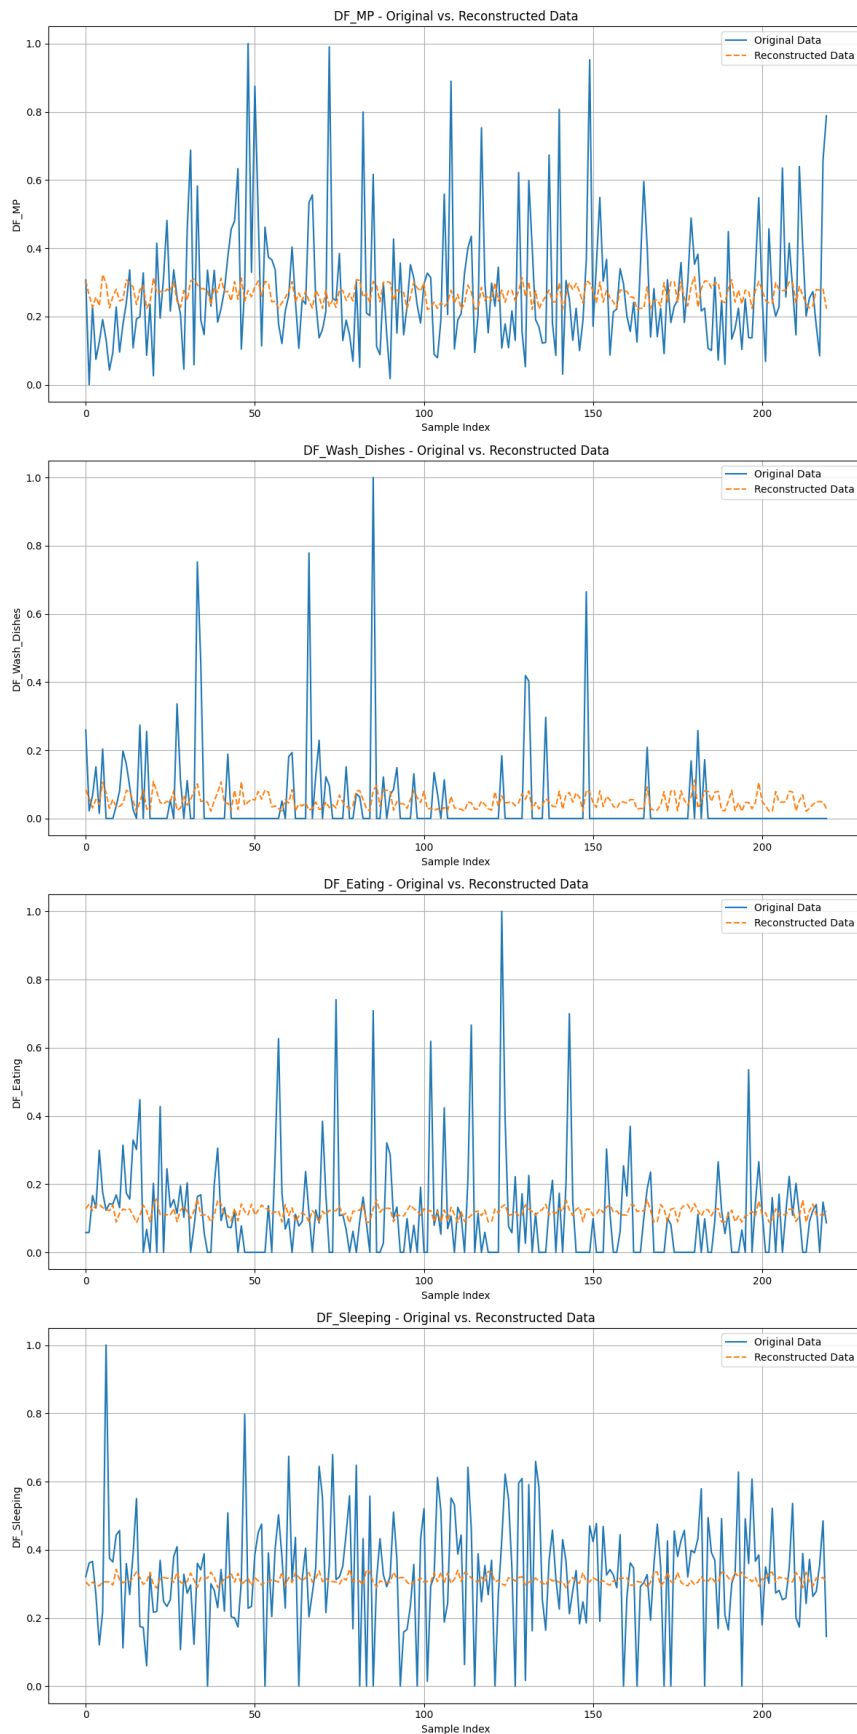 DF_MP - Original vs. Reconstructed Data
Original Data
Reconstructed Data
1.0
0.8
0.6
0.4
0.2
0.0
DF_MP
0
50
100
150
200
Sample Index
DF_Wash_Dishes - Original vs. Reconstructed Data
Original Data
Reconstructed Data
1.0
0.8
0.6
0.4
0.2
0.0
DF_Wash_Dishes
0
50
100
150
200
Sample Index
DF_Eating - Original vs. Reconstructed Data
Original Data
Reconstructed Data
1.0
0.8
0.6
0.4
0.2
0.0
DF_Eating
0
50
100
150
200
Sample Index
DF_Sleeping - Original vs. Reconstructed Data
Original Data
Reconstructed Data
1.0
0.8
0.6
0.4
0.2
0.0
DF_Sleeping
0
50
100
150
200
Sample Index